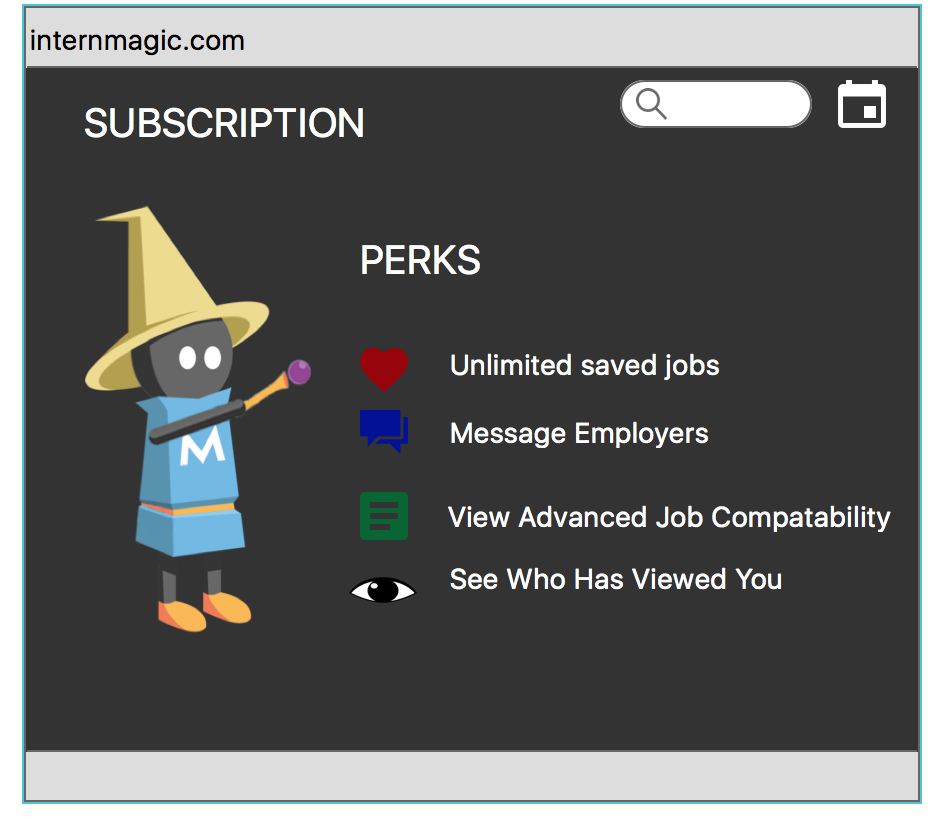 internmagic.com
SUBSCRIPTION
PERKS
Unlimited saved jobs
M
Message Employers
View Advanced Job Compatability
See Who Has Viewed You